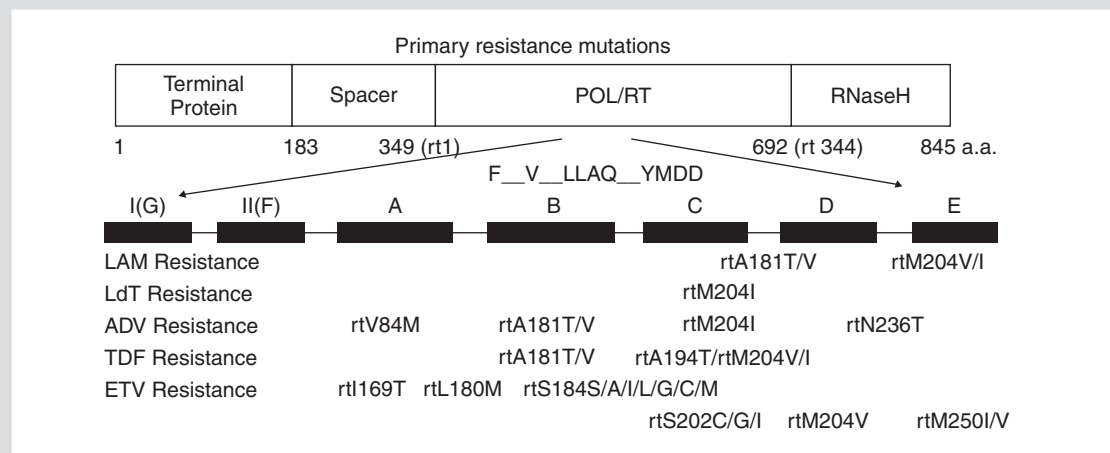 Primary resistance mutations
Terminal Protein Spacer POL/RT RNaseH
1 183 349 (rt1) 692 (rt 344) 845 a.a.
F__V__LLAQ__YMDD
I(G) II(F) A B C D E
LAM Resistance rtA181T/V rtM204V/I
LdT Resistance rtM204I
ADV Resistance rtV84M rtA181T/V rtM204I rtN236T
TDF Resistance rtA181T/V rtA194T/rtM204V/I
ETV Resistance rtI169T rtL180M rtS184S/A/I/L/G/C/M
rtS202C/G/I rtM204V rtM250I/V